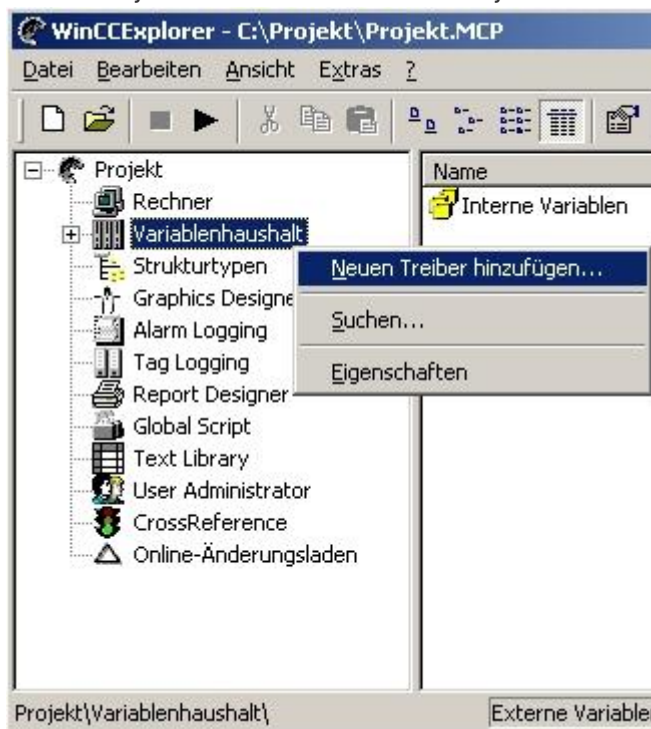 WinCCExplorer - C:\Projekt\Projekt.MCP
Datei Bearbeiten Ansicht Extras ?
Projekt
Rechner
Variablenhaushalt
Strukturtypen
Graphics Designe
Alarm Logging
Tag Logging
Report Designer
Global Script
Text Library
User Administrator
CrossReference
Online-Änderungsladen
Name
Interne Variablen
Neuen Treiber hinzufügen...
Suchen...
Eigenschaften
Projekt\Variablenhaushalt\
Externe Variable